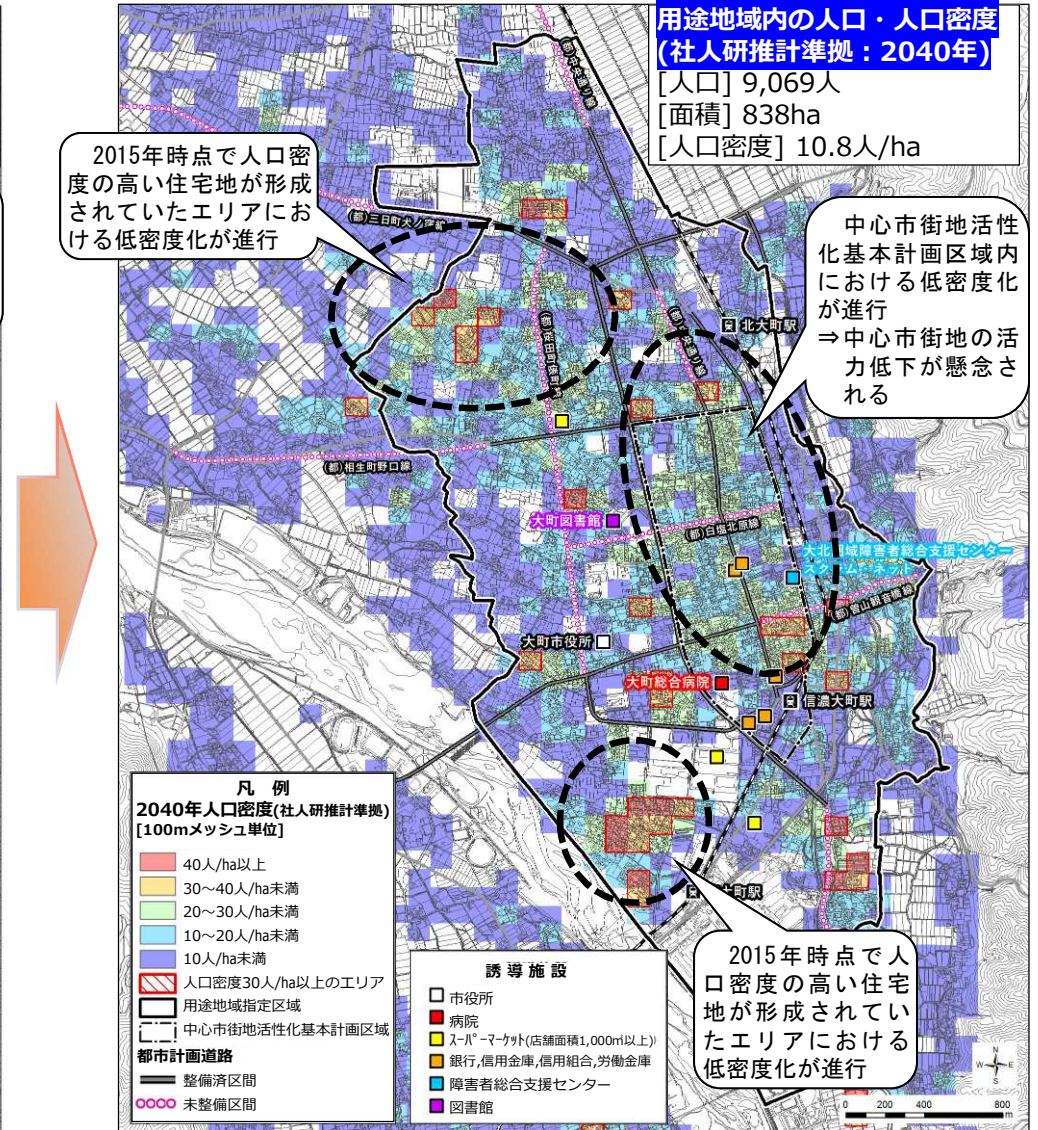 用途地域内の人口・人口密度
(社人研推計準拠：2040年)
[人口] 9,069人
[面積] 838ha
[人口密度] 10.8人/ha
2015年時点で人口密
度の高い住宅地が形成
されていたエリアにお
ける低密度化が進行
中心市街地活性
化基本計画区域内
における低密度化
が進行
⇒中心市街地の活
力低下が懸念さ
れる
(都)三日町大ノ窪線
北大町駅
(都)相生町野口線
大町図書館
(都)白塩北原線
大北圏域障害者総合支援センター
スクラム・ネット
大町市役所
大町総合病院
信濃大町駅
大町駅
2015年時点で人
口密度の高い住宅
地が形成されてい
たエリアにおける
低密度化が進行
凡 例
2040年人口密度(社人研推計準拠)
[100mメッシュ単位]
40人/ha以上
30～40人/ha未満
20～30人/ha未満
10～20人/ha未満
10人/ha未満
人口密度30人/ha以上のエリア
用途地域指定区域
中心市街地活性化基本計画区域
都市計画道路
整備済区間
未整備区間
誘導施設
市役所
病院
スーパーマーケット(店舗面積1,000㎡以上))
銀行,信用金庫,信用組合,労働金庫
障害者総合支援センター
図書館
N
W E
S
0 200 400 800
m